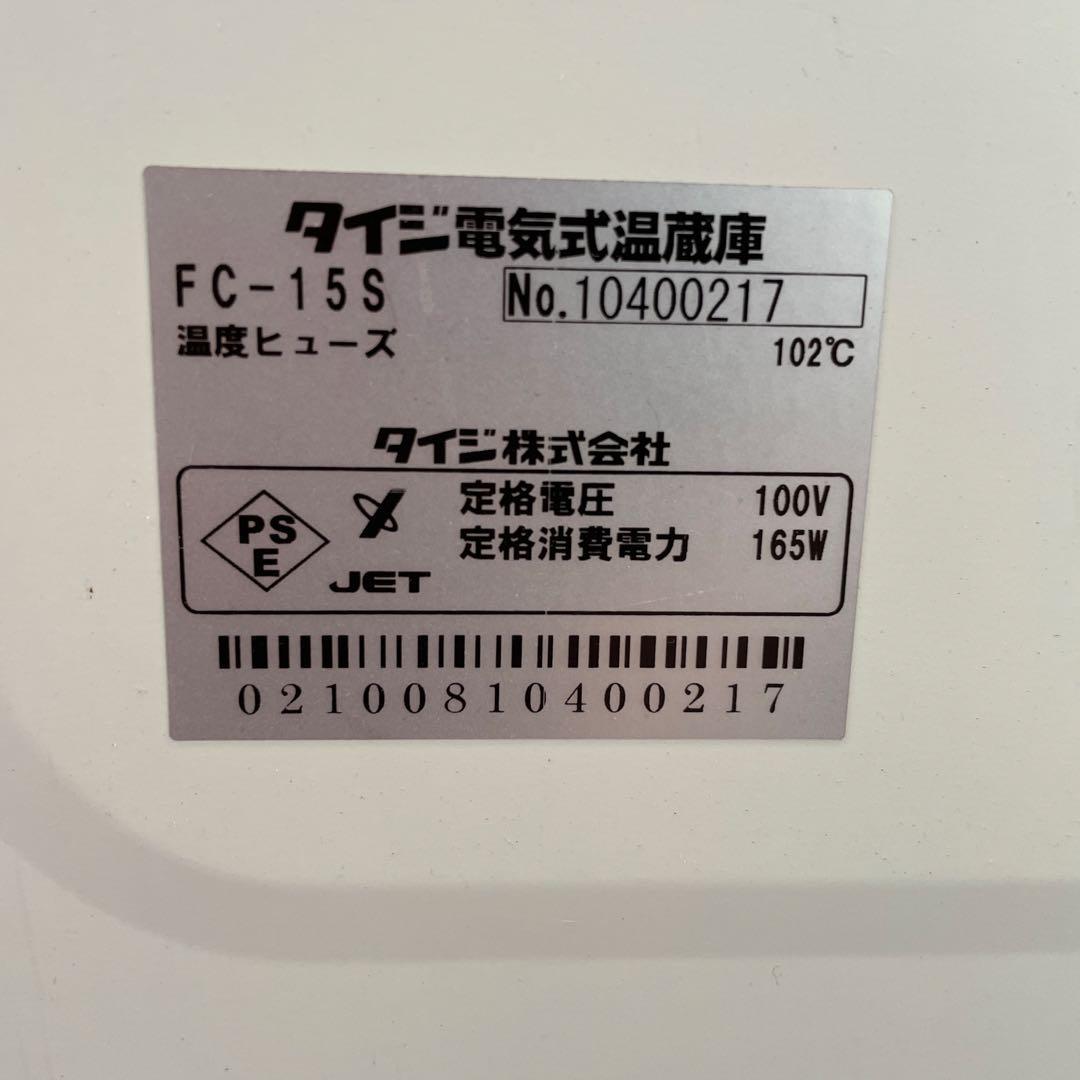 タイジ電気式温蔵庫
FC-15S No.10400217
温度ヒューズ 102℃
タイジ株式会社
PS
E
JET
定格電圧 100V
定格消費電力 165W
02100810400217